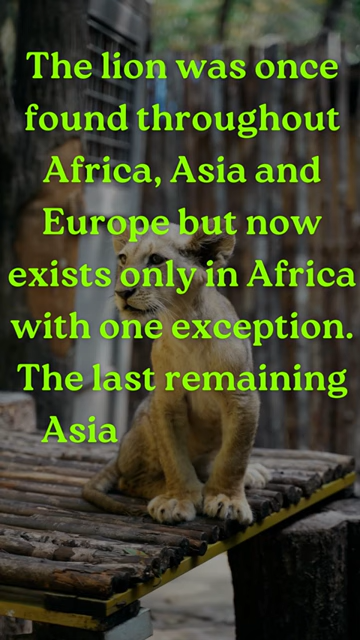 The lion was once
found throughout
Africa, Asia and
Europe but now
exists only in Africa
with one exception.
The last remaining
Asia